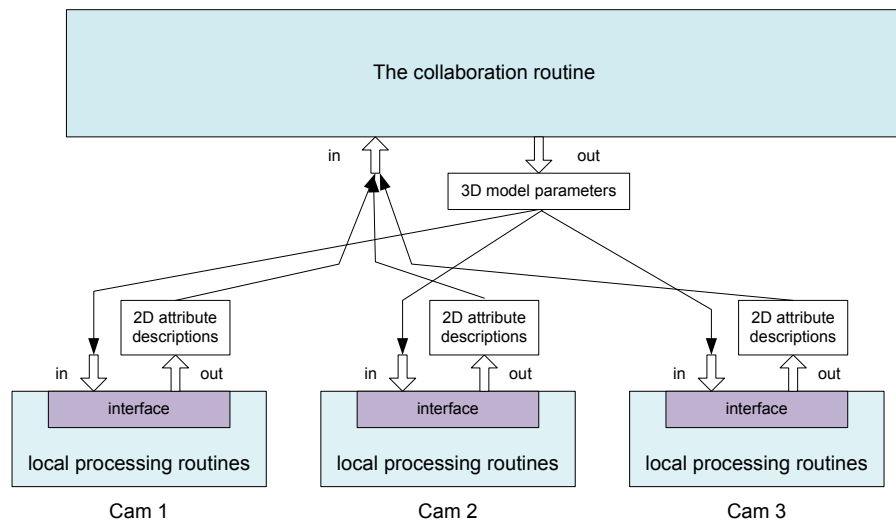 The collaboration routine
in
out
3D model parameters
2D attribute
descriptions
2D attribute
descriptions
2D attribute
descriptions
in
out
in
out
in
out
interface
interface
interface
local processing routines
local processing routines
local processing routines
Cam 1
Cam 2
Cam 3